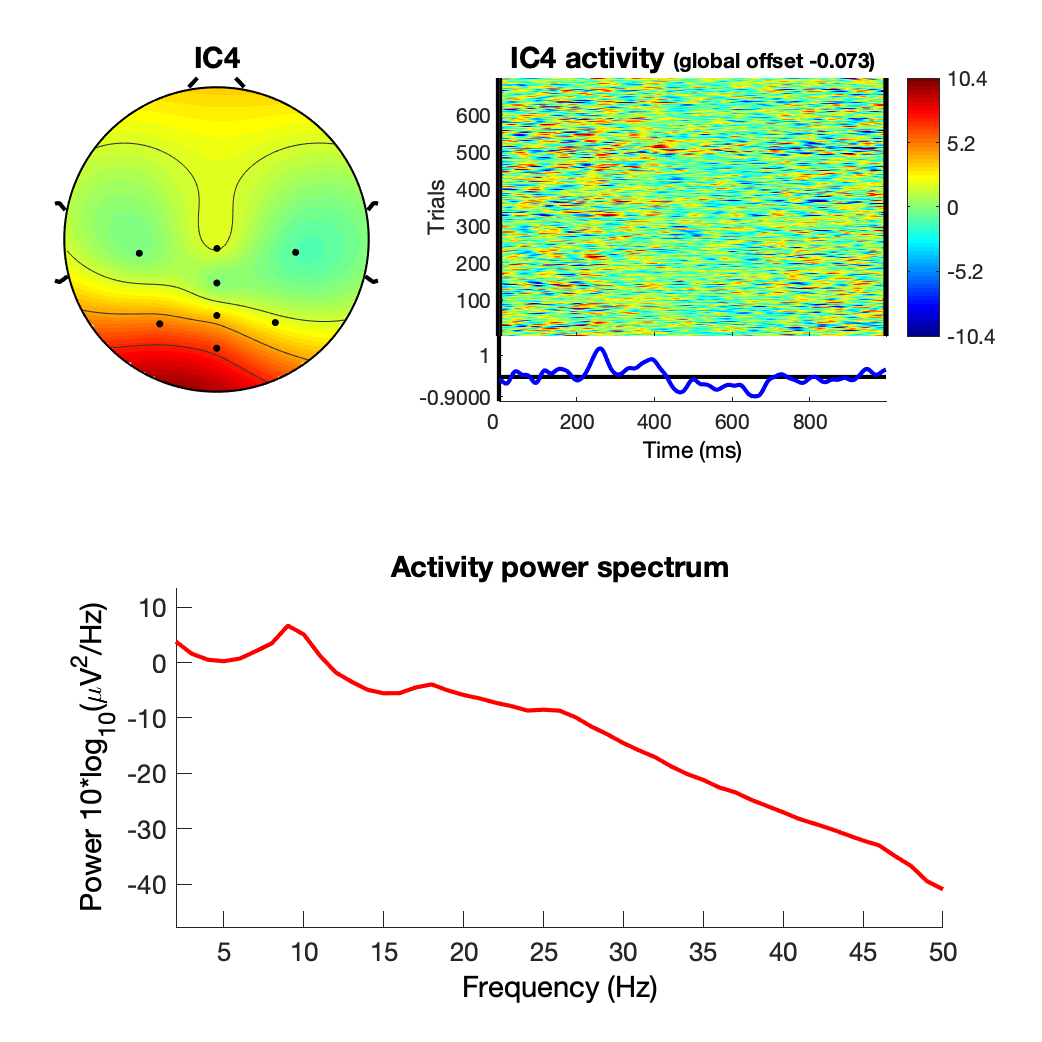 IC4
IC4 activity (global offset -0.073)
Trials
600
500
400
300
200
100
10.4
5.2
0
-5.2
-10.4
1
-0.9000
0 200 400 600 800
Time (ms)
Activity power spectrum
Power 10*log10(μV2/Hz)
10
0
-10
-20
-30
-40
5 10 15 20 25 30 35 40 45 50
Frequency (Hz)